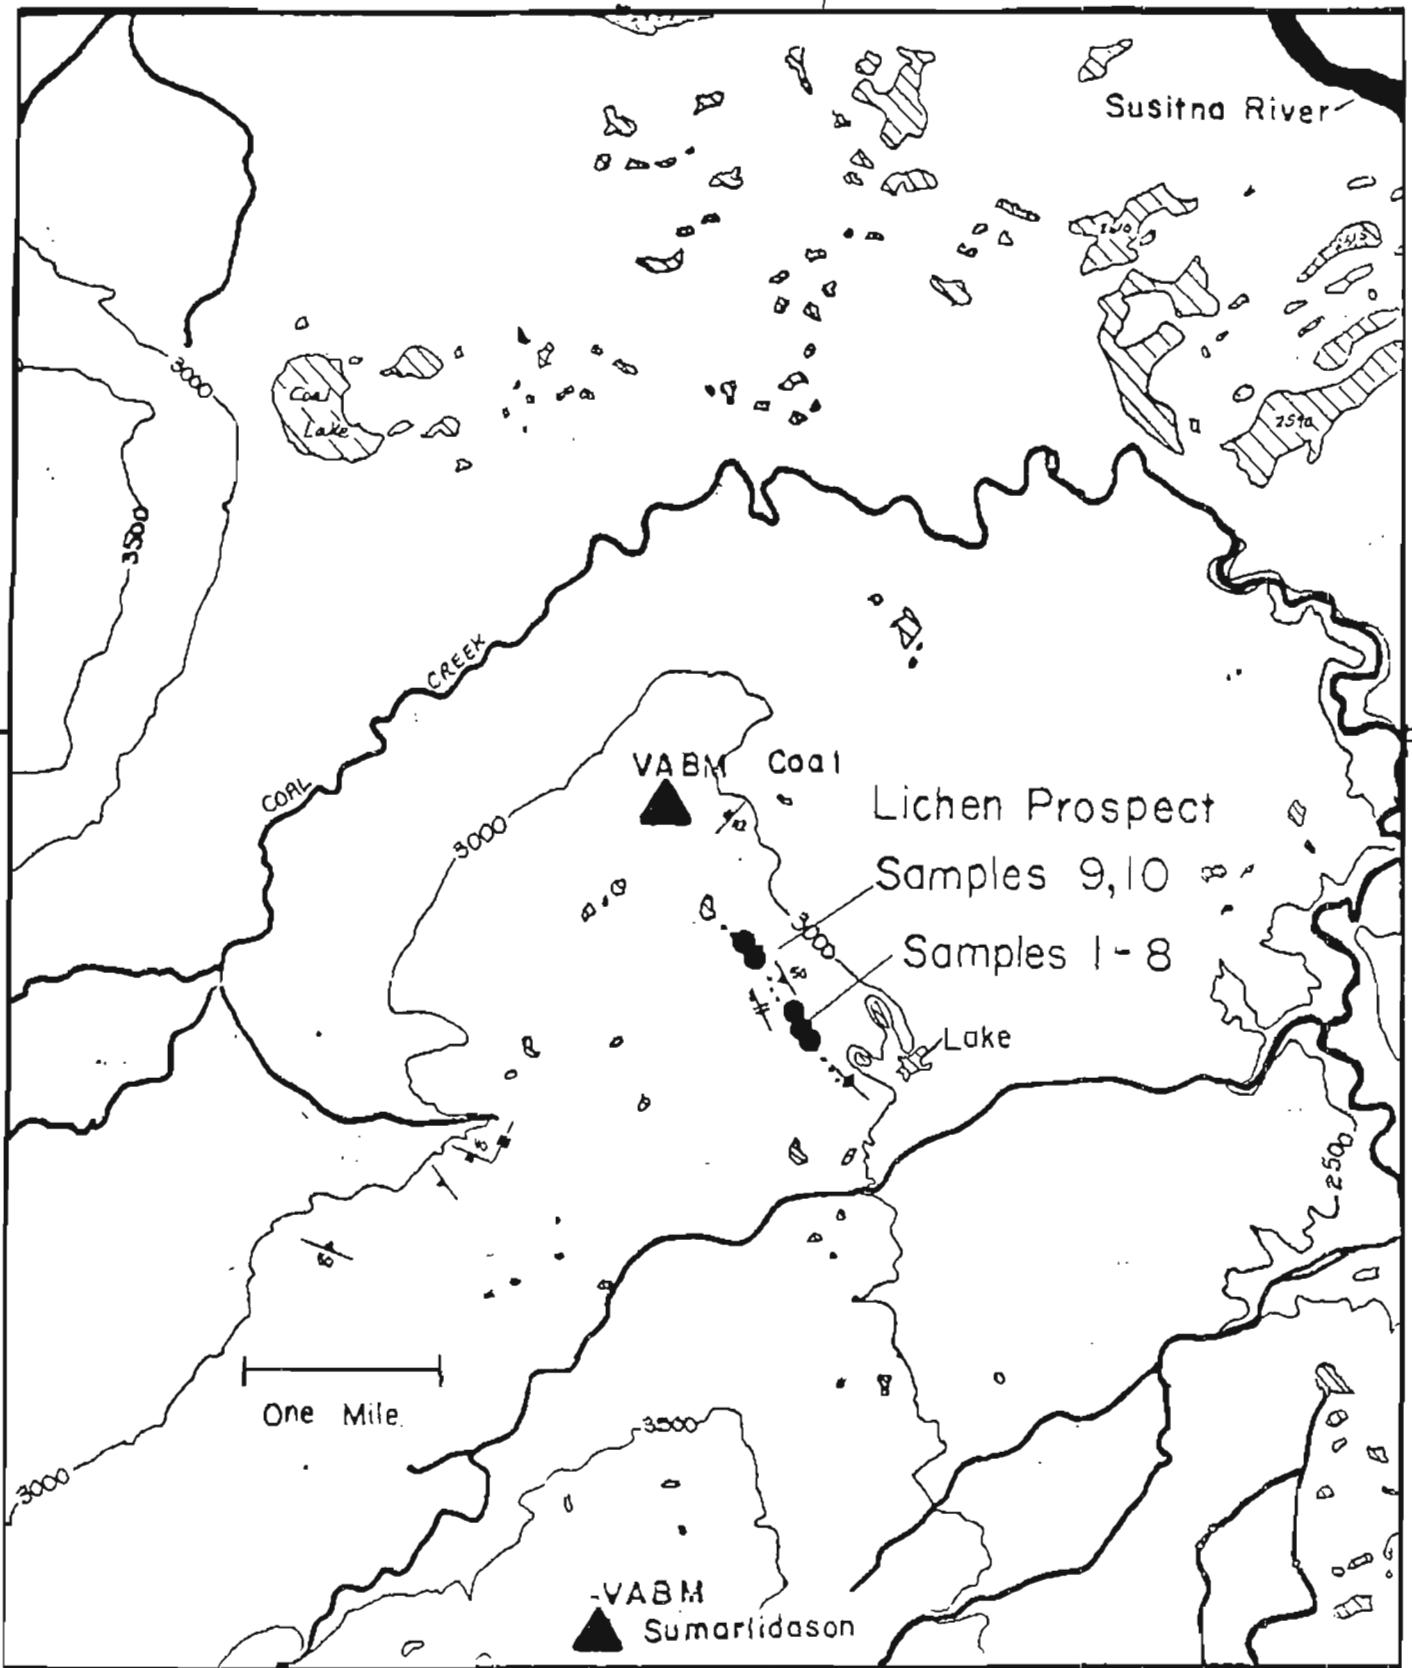 Susitna River
3000
Coal
Lake
3500
CREEK
COAL
VABM Coal
3000
Lichen Prospect
Samples 9,10
3000
Samples 1-8
50
Lake
2500
One Mile.
3500
3000
-VABM
Sumarlidason